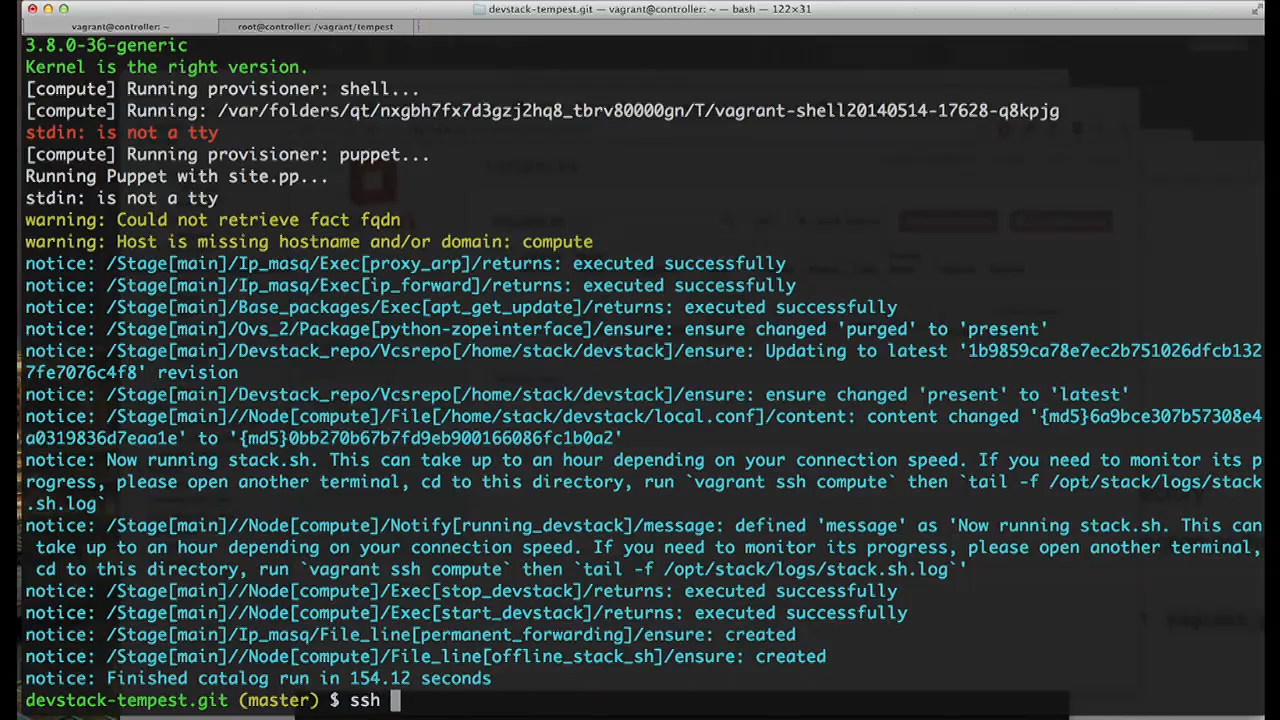 devstack-tempest.git — vagrant@controller: ~ — bash — 122×31
vagrant@controller: ~
root@controller: /vagrant/tempest
3.8.0-36-generic
Kernel is the right version.
[compute] Running provisioner: shell...
[compute] Running: /var/folders/qt/nxgbh7fx7d3gzj2hq8_tbrv80000gn/T/vagrant-shell20140514-17628-q8kpjg
stdin: is not a tty
[compute] Running provisioner: puppet...
Running Puppet with site.pp...
stdin: is not a tty
warning: Could not retrieve fact fqdn
warning: Host is missing hostname and/or domain: compute
notice: /Stage[main]/Ip_masq/Exec[proxy_arp]/returns: executed successfully
notice: /Stage[main]/Ip_masq/Exec[ip_forward]/returns: executed successfully
notice: /Stage[main]/Base_packages/Exec[apt_get_update]/returns: executed successfully
notice: /Stage[main]/Ovs_2/Package[python-zopeinterface]/ensure: ensure changed 'purged' to 'present'
notice: /Stage[main]/Devstack_repo/Vcsrepo[/home/stack/devstack]/ensure: Updating to latest '1b9859ca78e7ec2b751026dfcb132
7fe7076c4f8' revision
notice: /Stage[main]/Devstack_repo/Vcsrepo[/home/stack/devstack]/ensure: ensure changed 'present' to 'latest'
notice: /Stage[main]//Node[compute]/File[/home/stack/devstack/local.conf]/content: content changed '{md5}6a9bce307b57308e4
a0319836d7eaa1e' to '{md5}0bb270b67b7fd9eb900166086fc1b0a2'
notice: Now running stack.sh. This can take up to an hour depending on your connection speed. If you need to monitor its p
rogress, please open another terminal, cd to this directory, run `vagrant ssh compute` then `tail -f /opt/stack/logs/stack
.sh.log`
notice: /Stage[main]//Node[compute]/Notify[running_devstack]/message: defined 'message' as 'Now running stack.sh. This can
take up to an hour depending on your connection speed. If you need to monitor its progress, please open another terminal,
cd to this directory, run `vagrant ssh compute` then `tail -f /opt/stack/logs/stack.sh.log`'
notice: /Stage[main]//Node[compute]/Exec[stop_devstack]/returns: executed successfully
notice: /Stage[main]//Node[compute]/Exec[start_devstack]/returns: executed successfully
notice: /Stage[main]/Ip_masq/File_line[permanent_forwarding]/ensure: created
notice: /Stage[main]//Node[compute]/File_line[offline_stack_sh]/ensure: created
notice: Finished catalog run in 154.12 seconds
devstack-tempest.git (master) $ ssh